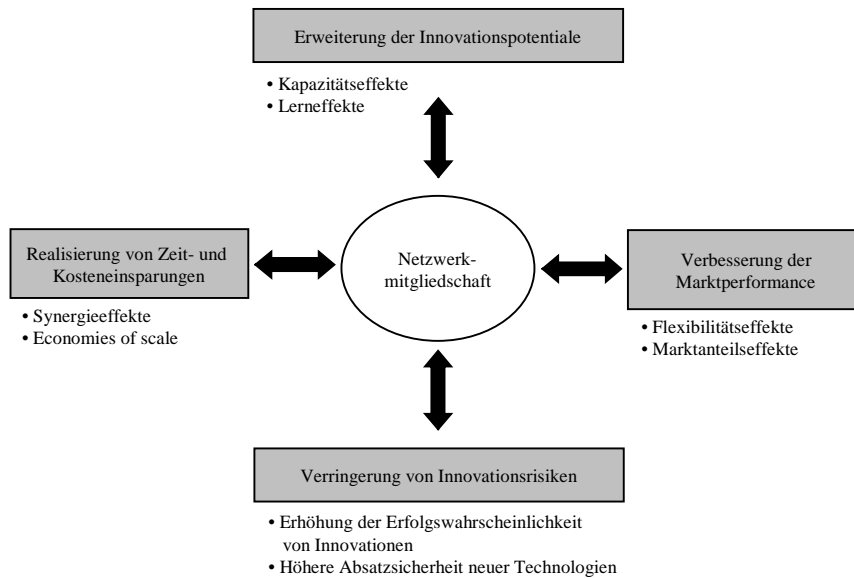 Erweiterung der Innovationspotentiale
• Kapazitätseffekte
• Lerneffekte
Realisierung von Zeit- und
Kosteneinsparungen
• Synergieeffekte
• Economies of scale
Netzwerk-
mitgliedschaft
Verbesserung der
Marktperformance
• Flexibilitätseffekte
• Marktanteilseffekte
Verringerung von Innovationsrisiken
• Erhöhung der Erfolgswahrscheinlichkeit
von Innovationen
• Höhere Absatzsicherheit neuer Technologien